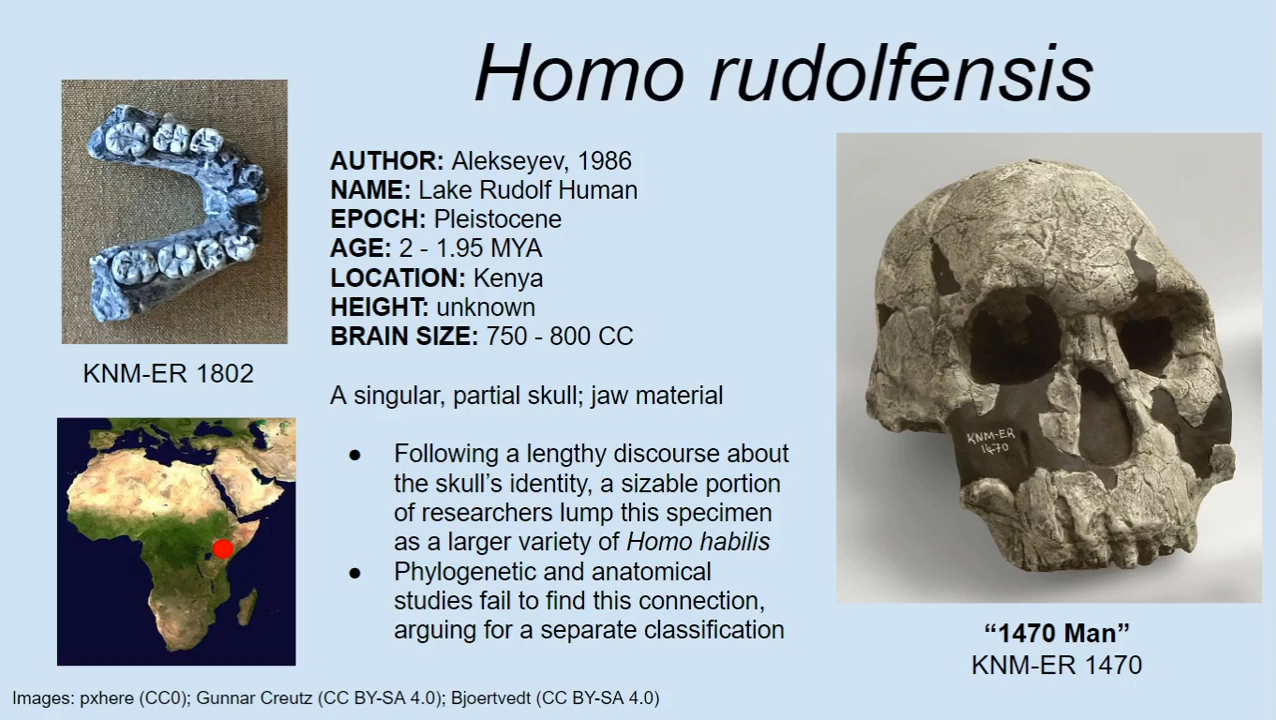 Homo rudolfensis
AUTHOR: Alekseyev, 1986
NAME: Lake Rudolf Human
EPOCH: Pleistocene
AGE: 2 - 1.95 MYA
LOCATION: Kenya
HEIGHT: unknown
BRAIN SIZE: 750 - 800 CC
KNM-ER 1802
A singular, partial skull; jaw material
● Following a lengthy discourse about
the skull’s identity, a sizable portion
of researchers lump this specimen
as a larger variety of Homo habilis
● Phylogenetic and anatomical
studies fail to find this connection,
arguing for a separate classification
KNM-ER
1470
“1470 Man”
KNM-ER 1470
Images: pxhere (CC0); Gunnar Creutz (CC BY-SA 4.0); Bjoertvedt (CC BY-SA 4.0)